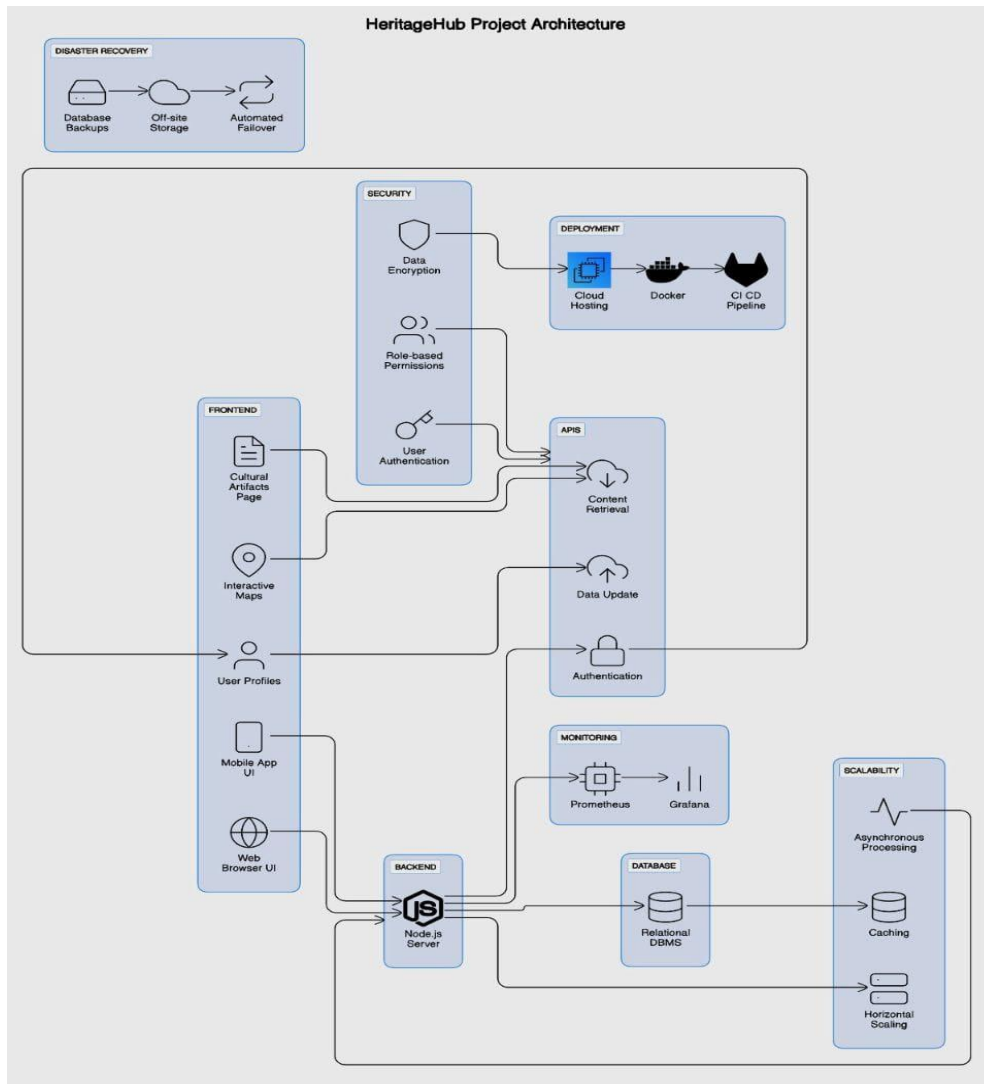 HeritageHub Project Architecture
DISASTER RECOVERY
Database
Backups
Off-site
Storage
Automated
Failover
SECURITY
Data
Encryption
Role-based
Permissions
User
Authentication
DEPLOYMENT
Cloud
Hosting
Docker
CI CD
Pipeline
FRONTEND
Cultural
Artifacts
Page
Interactive
Maps
User Profiles
Mobile App
UI
Web
Browser UI
APIS
Content
Retrieval
Data Update
Authentication
MONITORING
Prometheus
Grafana
BACKEND
JS
Node.js
Server
DATABASE
Relational
DBMS
SCALABILITY
Asynchronous
Processing
Caching
Horizontal
Scaling